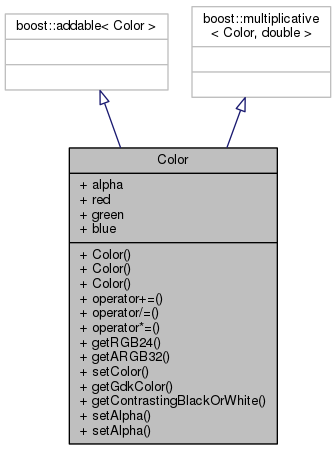 boost::addable< Color >
boost::multiplicative
< Color, double >
Color
+ alpha
+ red
+ green
+ blue
+ Color()
+ Color()
+ Color()
+ operator+=()
+ operator/=()
+ operator*=()
+ getRGB24()
+ getARGB32()
+ setColor()
+ getGdkColor()
+ getContrastingBlackOrWhite()
+ setAlpha()
+ setAlpha()